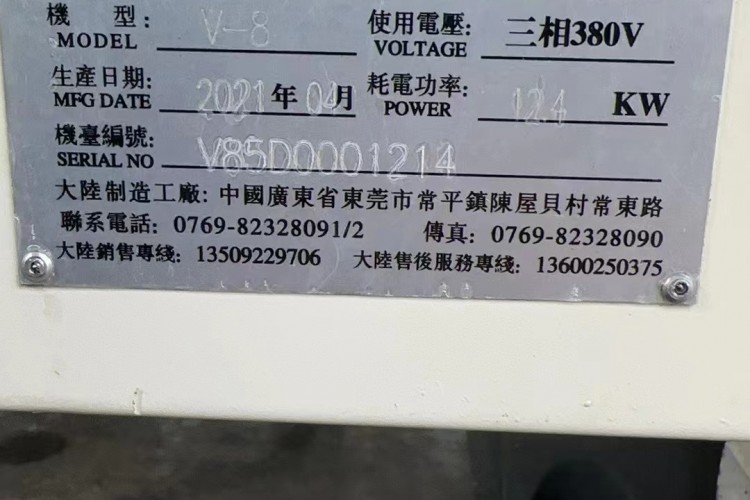 機 型: V-8 使用電壓: 三相380V
MODEL VOLTAGE
生產日期: 2021年04月 耗電功率: 124 KW
MFG DATE POWER
機臺編號: V85D0001214
SERIAL NO
大陸制造工廠: 中國廣東省東莞市常平鎮陳屋貝村常東路
聯系電話: 0769-82328091/2 傳真: 0769-82328090
大陸銷售專綫: 13509229706 大陸售後服務專綫: 13600250375